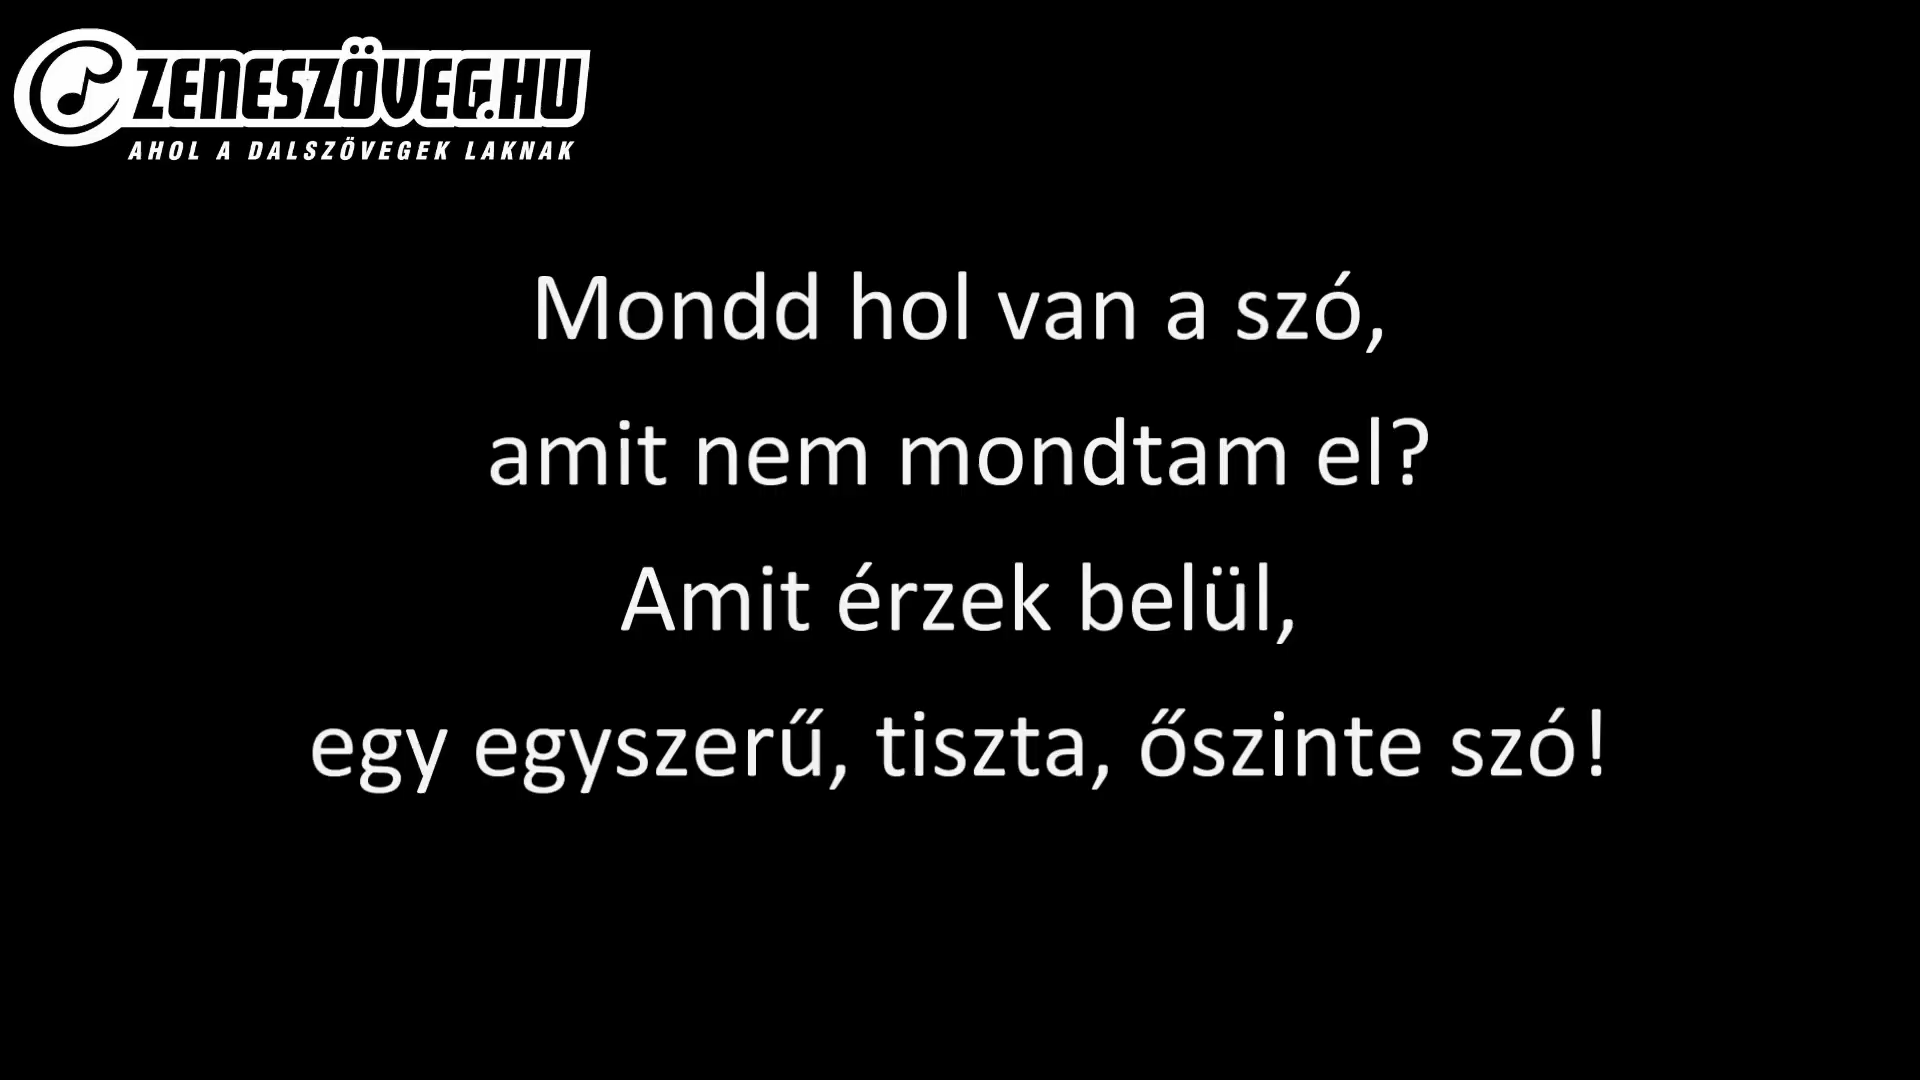 ZENESZÖVEG.HU
AHOL A DALSZÖVEGEK LAKNAK
Mondd hol van a szó,
amit nem mondtam el?
Amit érzek belül,
egy egyszerű, tiszta, őszinte szó!